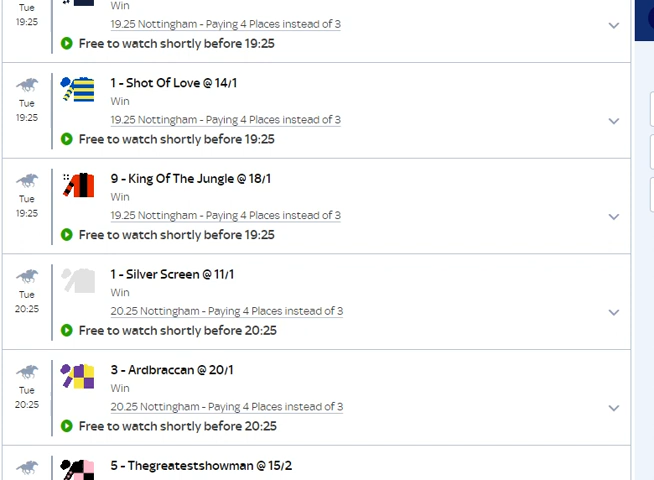 Tue
19:25
Win
19.25 Nottingham - Paying 4 Places instead of 3
Free to watch shortly before 19:25
Tue
19:25
1 - Shot Of Love @ 14/1
Win
19.25 Nottingham - Paying 4 Places instead of 3
Free to watch shortly before 19:25
Tue
19:25
9 - King Of The Jungle @ 18/1
Win
19.25 Nottingham - Paying 4 Places instead of 3
Free to watch shortly before 19:25
Tue
20:25
1 - Silver Screen @ 11/1
Win
20.25 Nottingham - Paying 4 Places instead of 3
Free to watch shortly before 20:25
Tue
20:25
3 - Ardbraccan @ 20/1
Win
20.25 Nottingham - Paying 4 Places instead of 3
Free to watch shortly before 20:25
5 - Thegreatestshowman @ 15/2